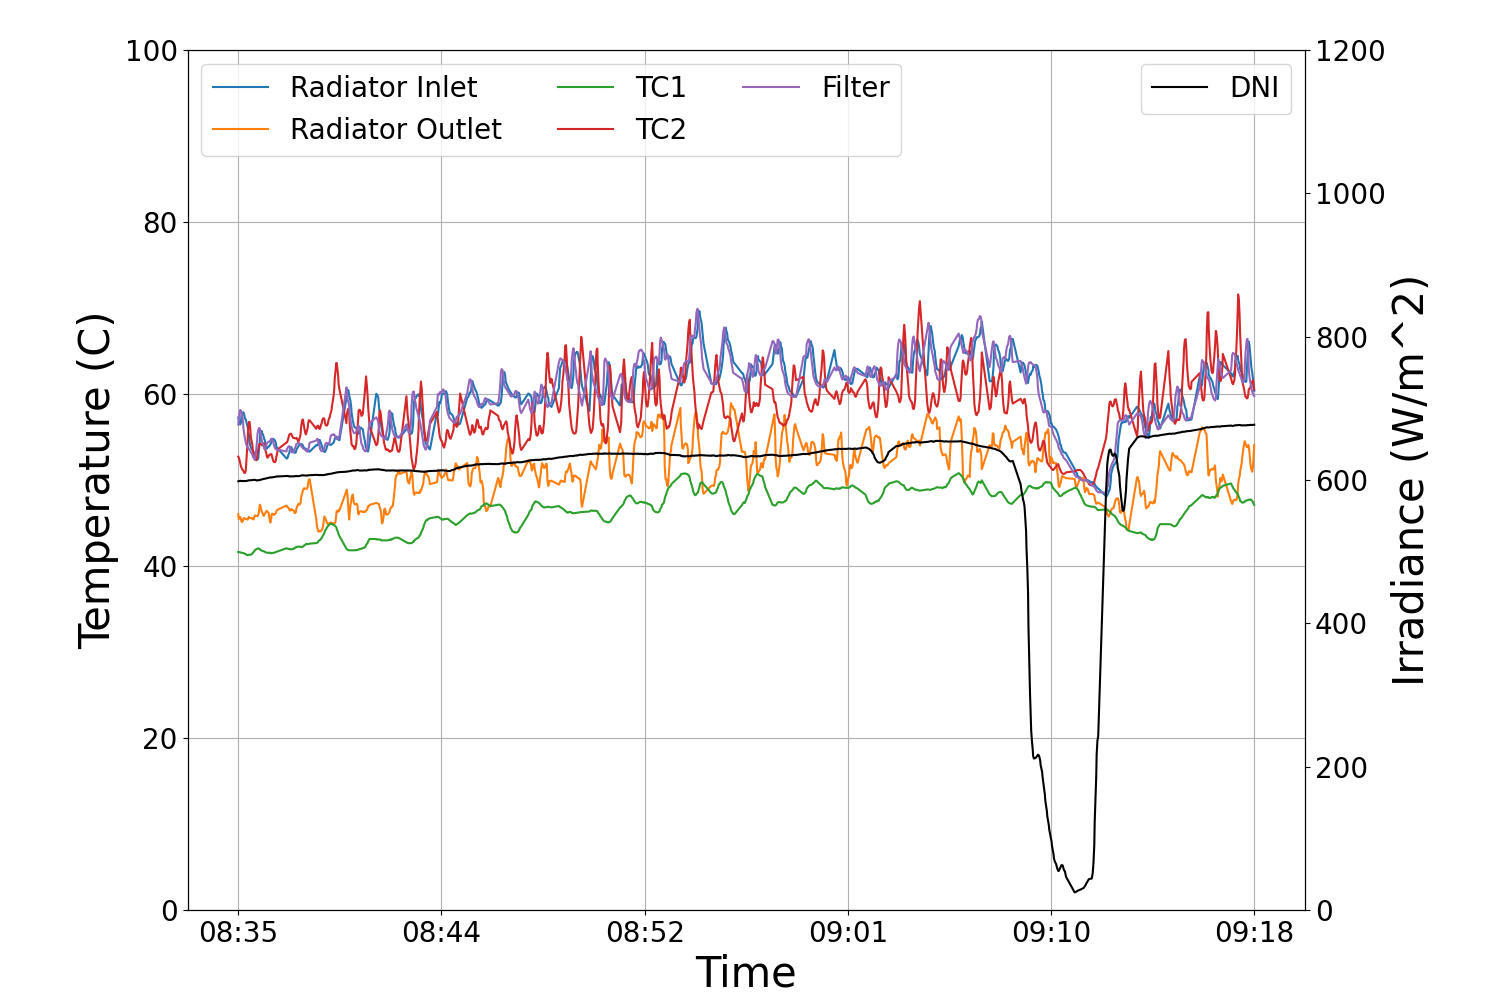 Radiator Inlet
Radiator Outlet
TC1
TC2
Filter
DNI
Temperature (C)
100
80
60
40
20
0
1200
1000
800
600
400
200
0
Irradiance (W/m^2)
08:35 08:44 08:52 09:01 09:10 09:18
Time